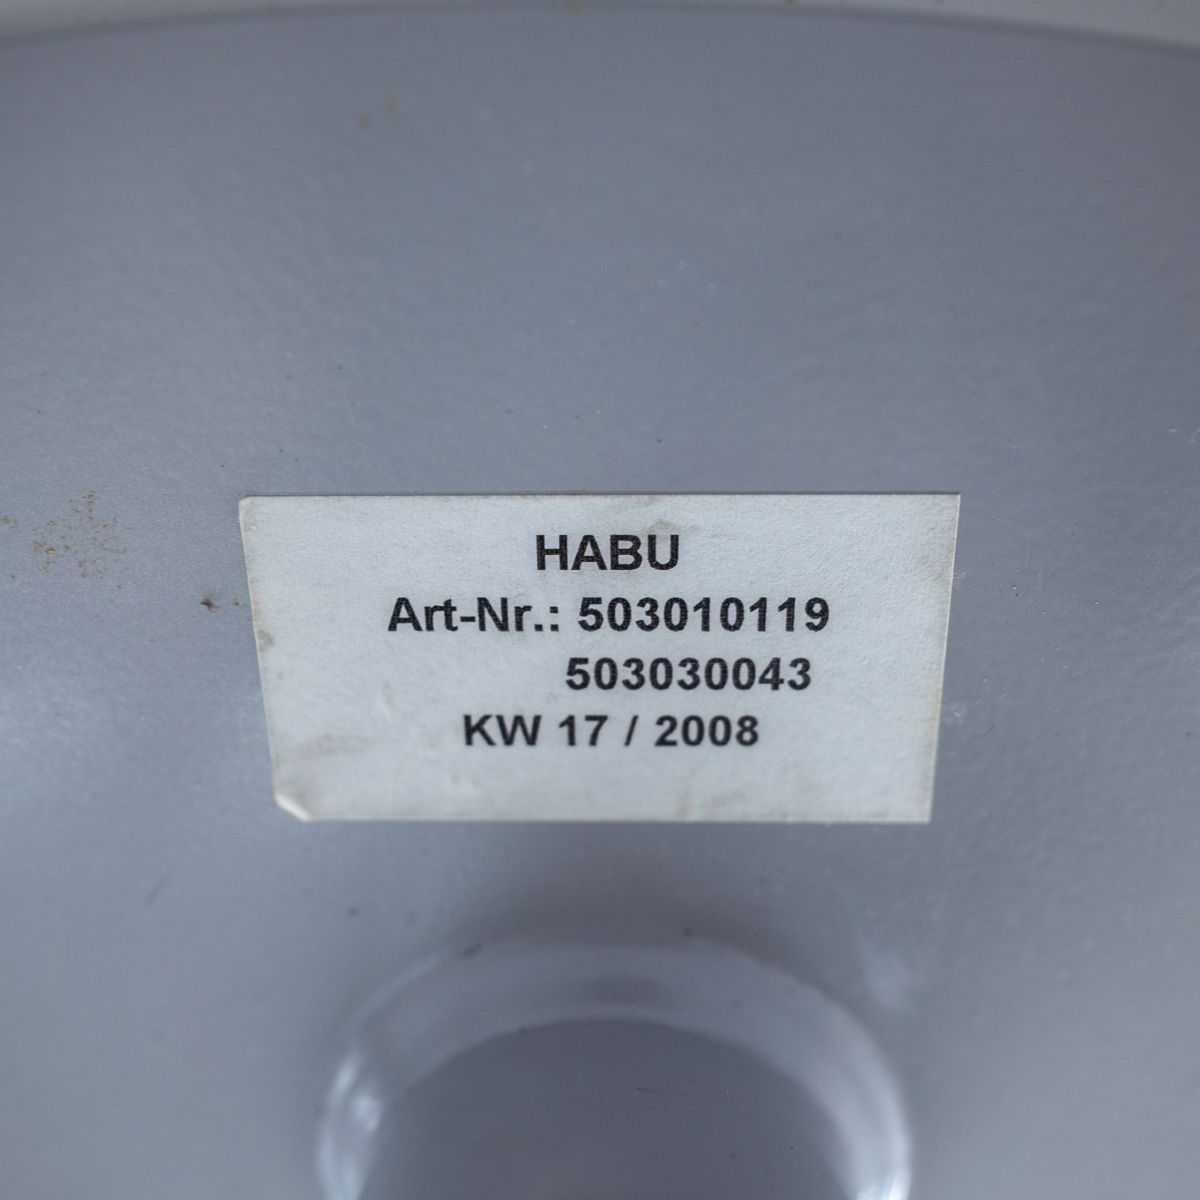 HABU
Art-Nr.: 503010119
503030043
KW 17 / 2008